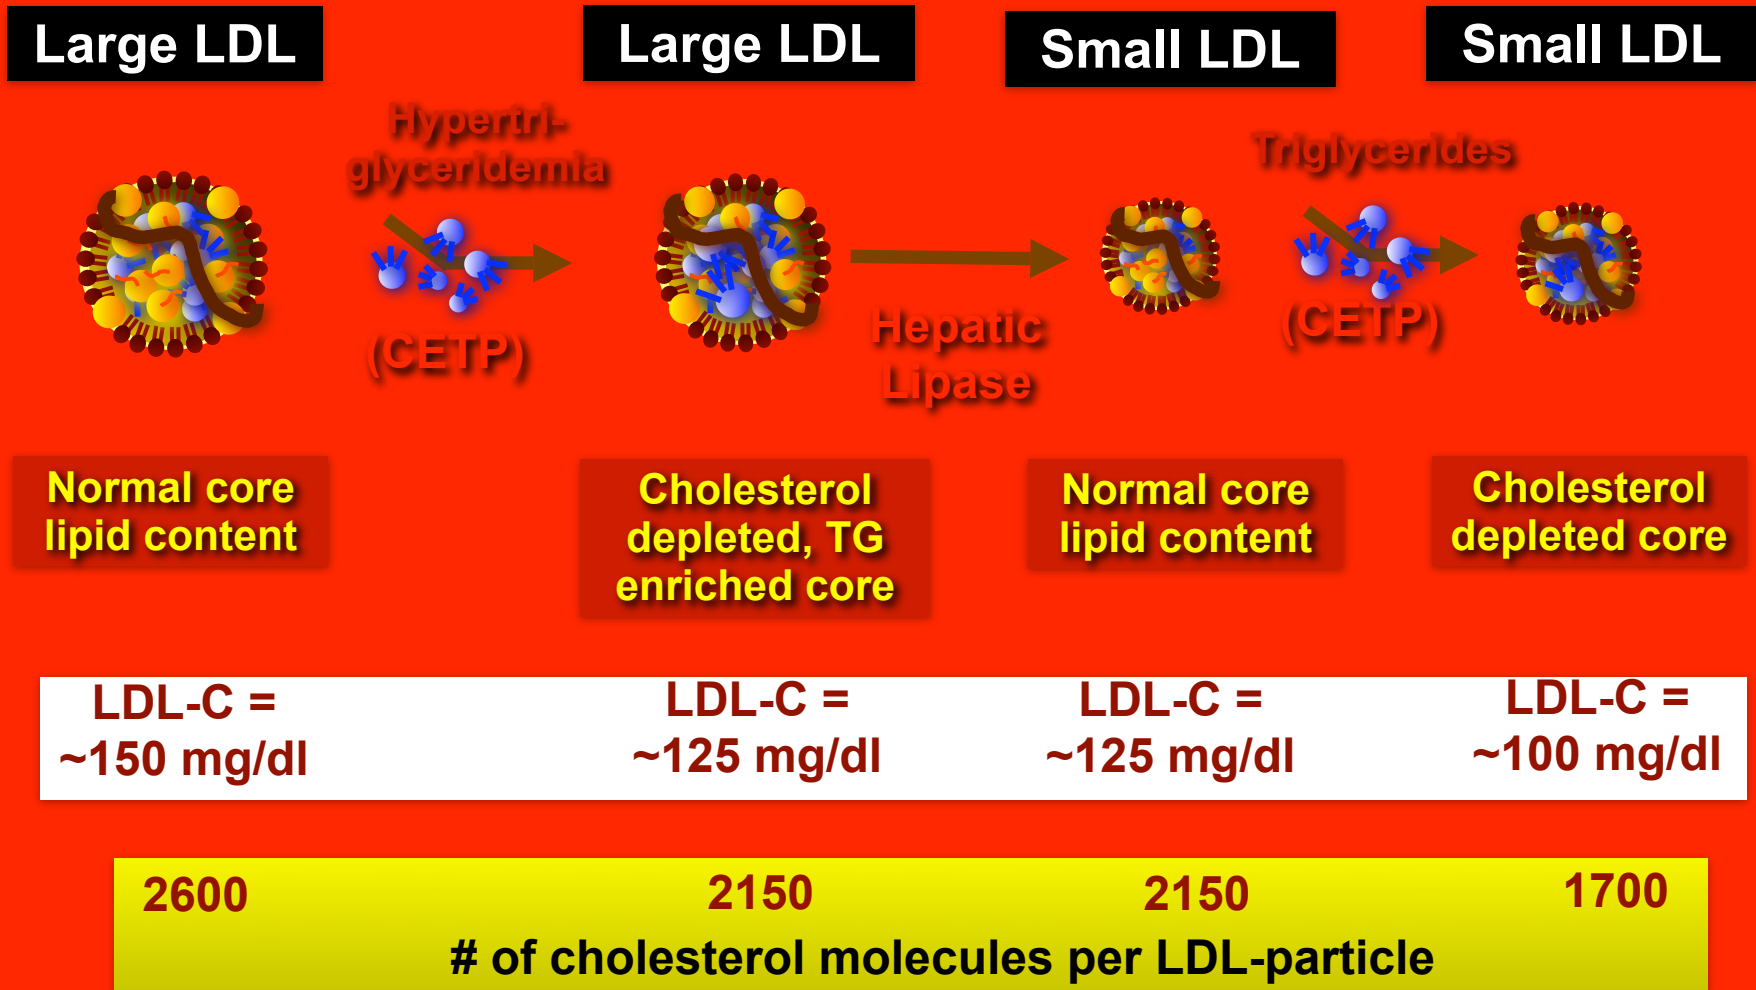 Large LDL
Large LDL
Small LDL
Small LDL
Hypertri-
glyceridemia
(CETP)
Hepatic
Lipase
Triglycerides
(CETP)
Normal core
lipid content
Cholesterol
depleted, TG
enriched core
Normal core
lipid content
Cholesterol
depleted core
LDL-C =
~150 mg/dl
LDL-C =
~125 mg/dl
LDL-C =
~125 mg/dl
LDL-C =
~100 mg/dl
2600
2150
2150
1700
# of cholesterol molecules per LDL-particle